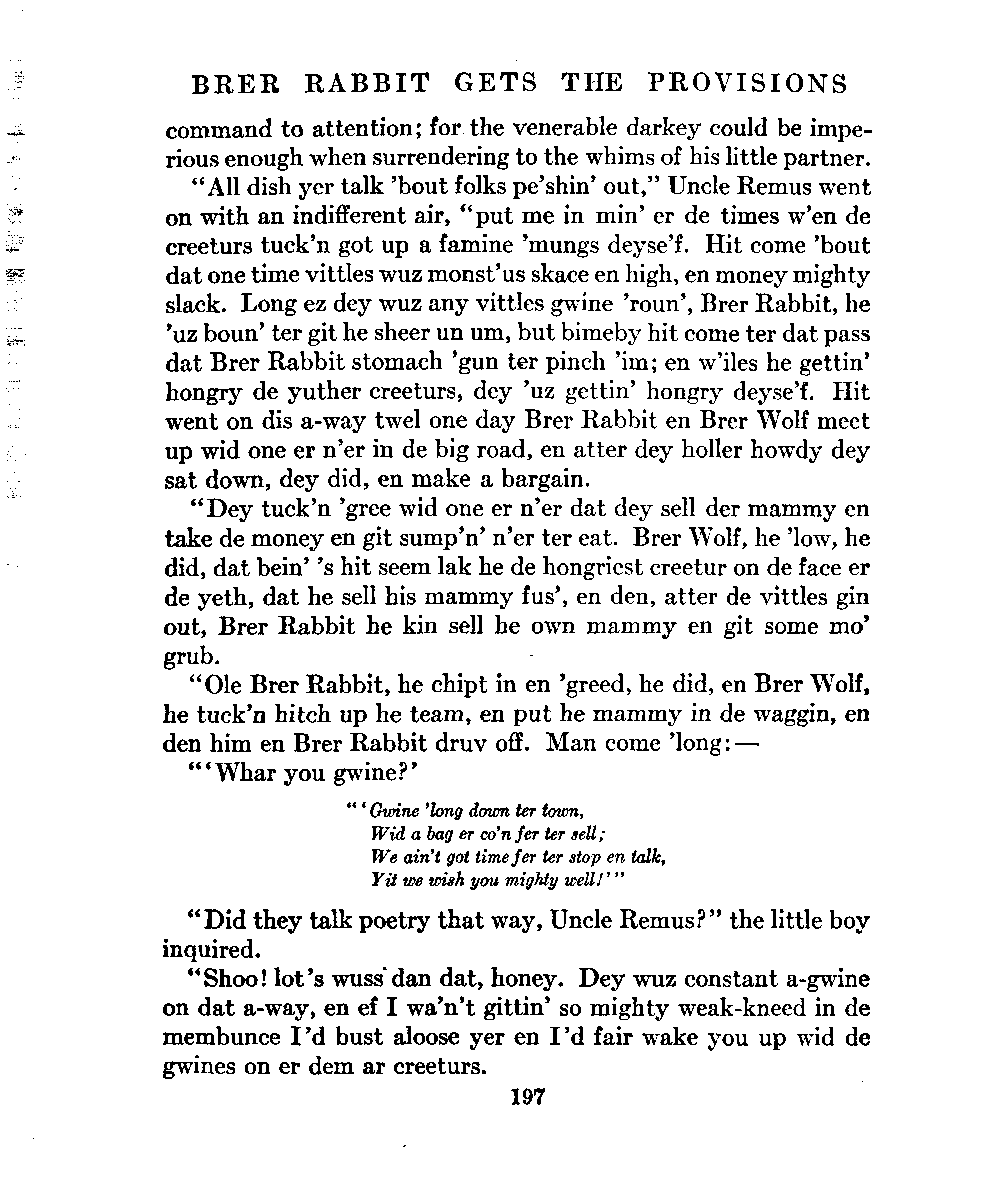 BRER RABBIT GETS THE PROVISIONS
command to attention; for the venerable darkey could be impe-
rious enough when surrendering to the whims of his little partner.
“All dish yer talk ’bout folks pe’shin’ out,” Uncle Remus went
on with an indifferent air, “put me in min’ er de times w’en de
creeturs tuck’n got up a famine ’mungs deyse’f. Hit come ’bout
dat one time vittles wuz monst’us skace en high, en money mighty
slack. Long ez dey wuz any vittles gwine ’roun’, Brer Rabbit, he
’uz boun’ ter git he sheer un um, but bimeby hit come ter dat pass
dat Brer Rabbit stomach ’gun ter pinch ’im; en w’iles he gettin’
hongry de yuther creeturs, dey ’uz gettin’ hongry deyse’f. Hit
went on dis a-way twel one day Brer Rabbit en Brer Wolf meet
up wid one er n’er in de big road, en atter dey holler howdy dey
sat down, dey did, en make a bargain.
“Dey tuck’n ’gree wid one er n’er dat dey sell der mammy en
take de money en git sump’n’ n’er ter eat. Brer Wolf, he ’low, he
did, dat bein’ ’s hit seem lak he de hongriest creetur on de face er
de yeth, dat he sell his mammy fus’, en den, atter de vittles gin
out, Brer Rabbit he kin sell he own mammy en git some mo’
grub.
“Ole Brer Rabbit, he chipt in en ’greed, he did, en Brer Wolf,
he tuck’n hitch up he team, en put he mammy in de waggin, en
den him en Brer Rabbit druv off. Man come ’long: —
“‘Whar you gwine?’
“‘Gwine ’long down ter town,
Wid a bag er co’n fer ter sell;
We ain’t got time fer ter stop en talk,
Yit we wish you mighty well!’”
“Did they talk poetry that way, Uncle Remus?” the little boy
inquired.
“Shoo! lot’s wuss dan dat, honey. Dey wuz constant a-gwine
on dat a-way, en ef I wa’n’t gittin’ so mighty weak-kneed in de
membunce I’d bust aloose yer en I’d fair wake you up wid de
gwines on er dem ar creeturs.
197